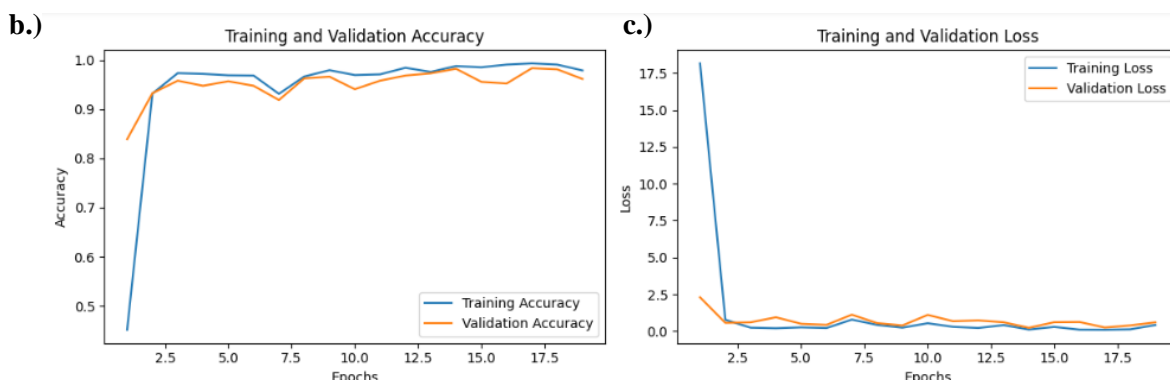 b.)
Training and Validation Accuracy
1.0
0.9
0.8
0.7
0.6
0.5
Accuracy
Training Accuracy
Validation Accuracy
2.5 5.0 7.5 10.0 12.5 15.0 17.5
Epochs
c.)
Training and Validation Loss
17.5
15.0
12.5
10.0
7.5
5.0
2.5
0.0
Loss
Training Loss
Validation Loss
2.5 5.0 7.5 10.0 12.5 15.0 17.5
Epochs